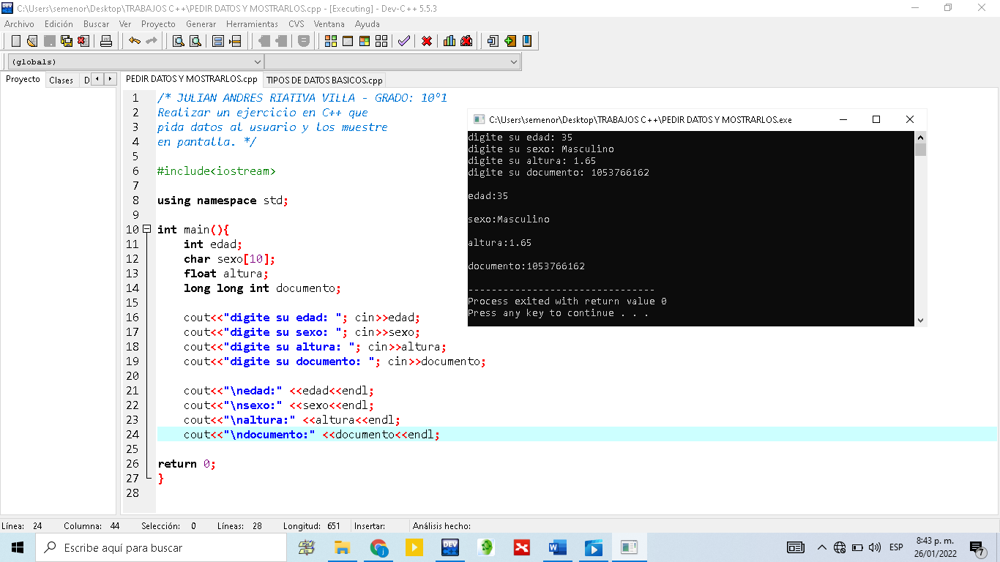 C:\Users\semenor\Desktop\TRABAJOS C++\PEDIR DATOS Y MOSTRARLOS.cpp - [Executing] - Dev-C++ 5.5.3
Archivo Edición Buscar Ver Proyecto Generar Herramientas CVS Ventana Ayuda
(globals)
Proyecto Clases D
PEDIR DATOS Y MOSTRARLOS.cpp TIPOS DE DATOS BASICOS.cpp
1 /* JULIAN ANDRES RIATIVA VILLA - GRADO: 10º1
2 Realizar un ejercicio en C++ que
3 pida datos al usuario y los muestre
4 en pantalla. */
5
6 #include<iostream>
7
8 using namespace std;
9
10 int main(){
11 int edad;
12 char sexo[10];
13 float altura;
14 long long int documento;
15
16 cout<<"digite su edad: "; cin>>edad;
17 cout<<"digite su sexo: "; cin>>sexo;
18 cout<<"digite su altura: "; cin>>altura;
19 cout<<"digite su documento: "; cin>>documento;
20
21 cout<<"\nedad:" <<edad<<endl;
22 cout<<"\nsexo:" <<sexo<<endl;
23 cout<<"\naltura:" <<altura<<endl;
24 cout<<"\ndocumento:" <<documento<<endl;
25
26 return 0;
27 }
28
C:\Users\semenor\Desktop\TRABAJOS C++\PEDIR DATOS Y MOSTRARLOS.exe
digite su edad: 35
digite su sexo: Masculino
digite su altura: 1.65
digite su documento: 1053766162
edad:35
sexo:Masculino
altura:1.65
documento:1053766162
--------------------------------
Process exited with return value 0
Press any key to continue . . .
Línea: 24 Columna: 44 Selección: 0 Líneas: 28 Longitud: 651 Insertar: Análisis hecho:
Escribe aquí para buscar
DEV
W
ESP
8:43 p. m.
26/01/2022
7